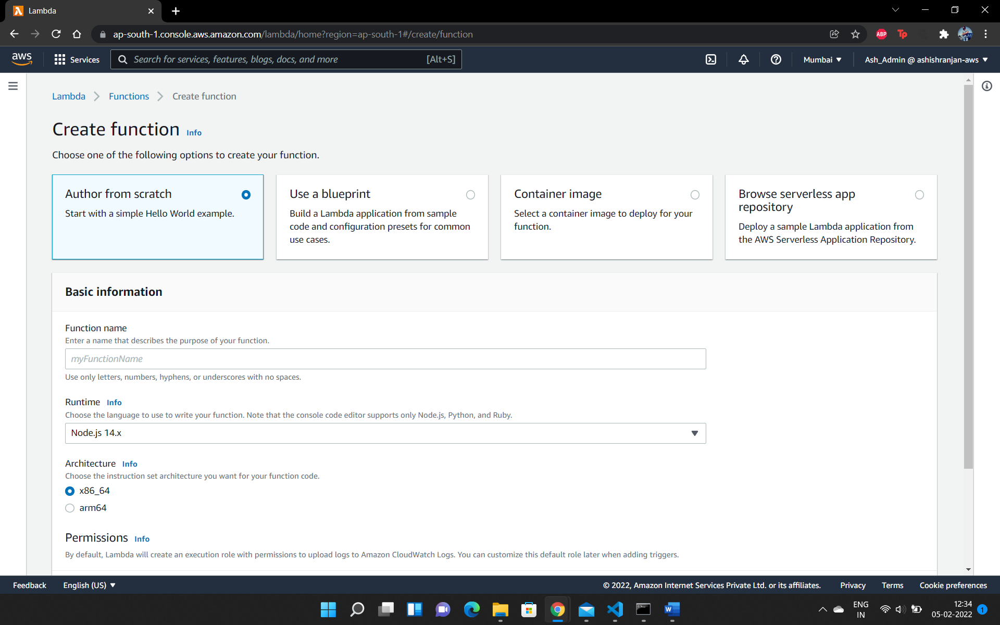 Lambda
ap-south-1.console.aws.amazon.com/lambda/home?region=ap-south-1#/create/function
ABP
Tp
aws
Services
Search for services, features, blogs, docs, and more
[Alt+S]
Mumbai
Ash_Admin @ ashishranjan-aws
Lambda
Functions
Create function
Create function Info
Choose one of the following options to create your function.
Author from scratch
Start with a simple Hello World example.
Use a blueprint
Build a Lambda application from sample
code and configuration presets for common
use cases.
Container image
Select a container image to deploy for your
function.
Browse serverless app
repository
Deploy a sample Lambda application from
the AWS Serverless Application Repository.
Basic information
Function name
Enter a name that describes the purpose of your function.
myFunctionName
Use only letters, numbers, hyphens, or underscores with no spaces.
Runtime Info
Choose the language to use to write your function. Note that the console code editor supports only Node.js, Python, and Ruby.
Node.js 14.x
Architecture Info
Choose the instruction set architecture you want for your function code.
x86_64
arm64
Permissions Info
By default, Lambda will create an execution role with permissions to upload logs to Amazon CloudWatch Logs. You can customize this default role later when adding triggers.
Feedback
English (US)
© 2022, Amazon Internet Services Private Ltd. or its affiliates.
Privacy
Terms
Cookie preferences
W
ENG
IN
12:34
05-02-2022
1